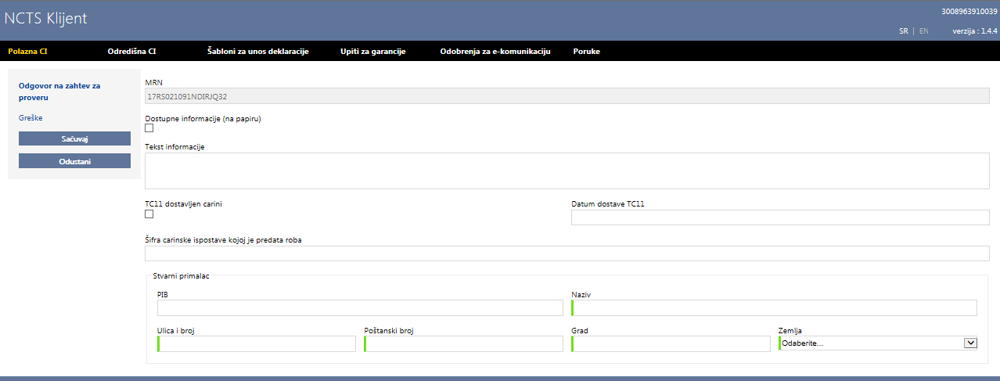 NCTS Klijent
3008963910039
SR | EN
verzija : 1.4.4
Polazna CI
Odredišna CI
Šabloni za unos deklaracije
Upiti za garancije
Odobrenja za e-komunikaciju
Poruke
Odgovor na zahtev za
proveru
Greške
Sačuvaj
Odustani
MRN
17RS021091NDIRJQ32
Dostupne informacije (na papiru)
Tekst informacije
TC11 dostavljen carini
Datum dostave TC11
Šifra carinske ispostave kojoj je predata roba
Stvarni primalac
PIB
Naziv
Ulica i broj
Poštanski broj
Grad
Zemlja
Odaberite...